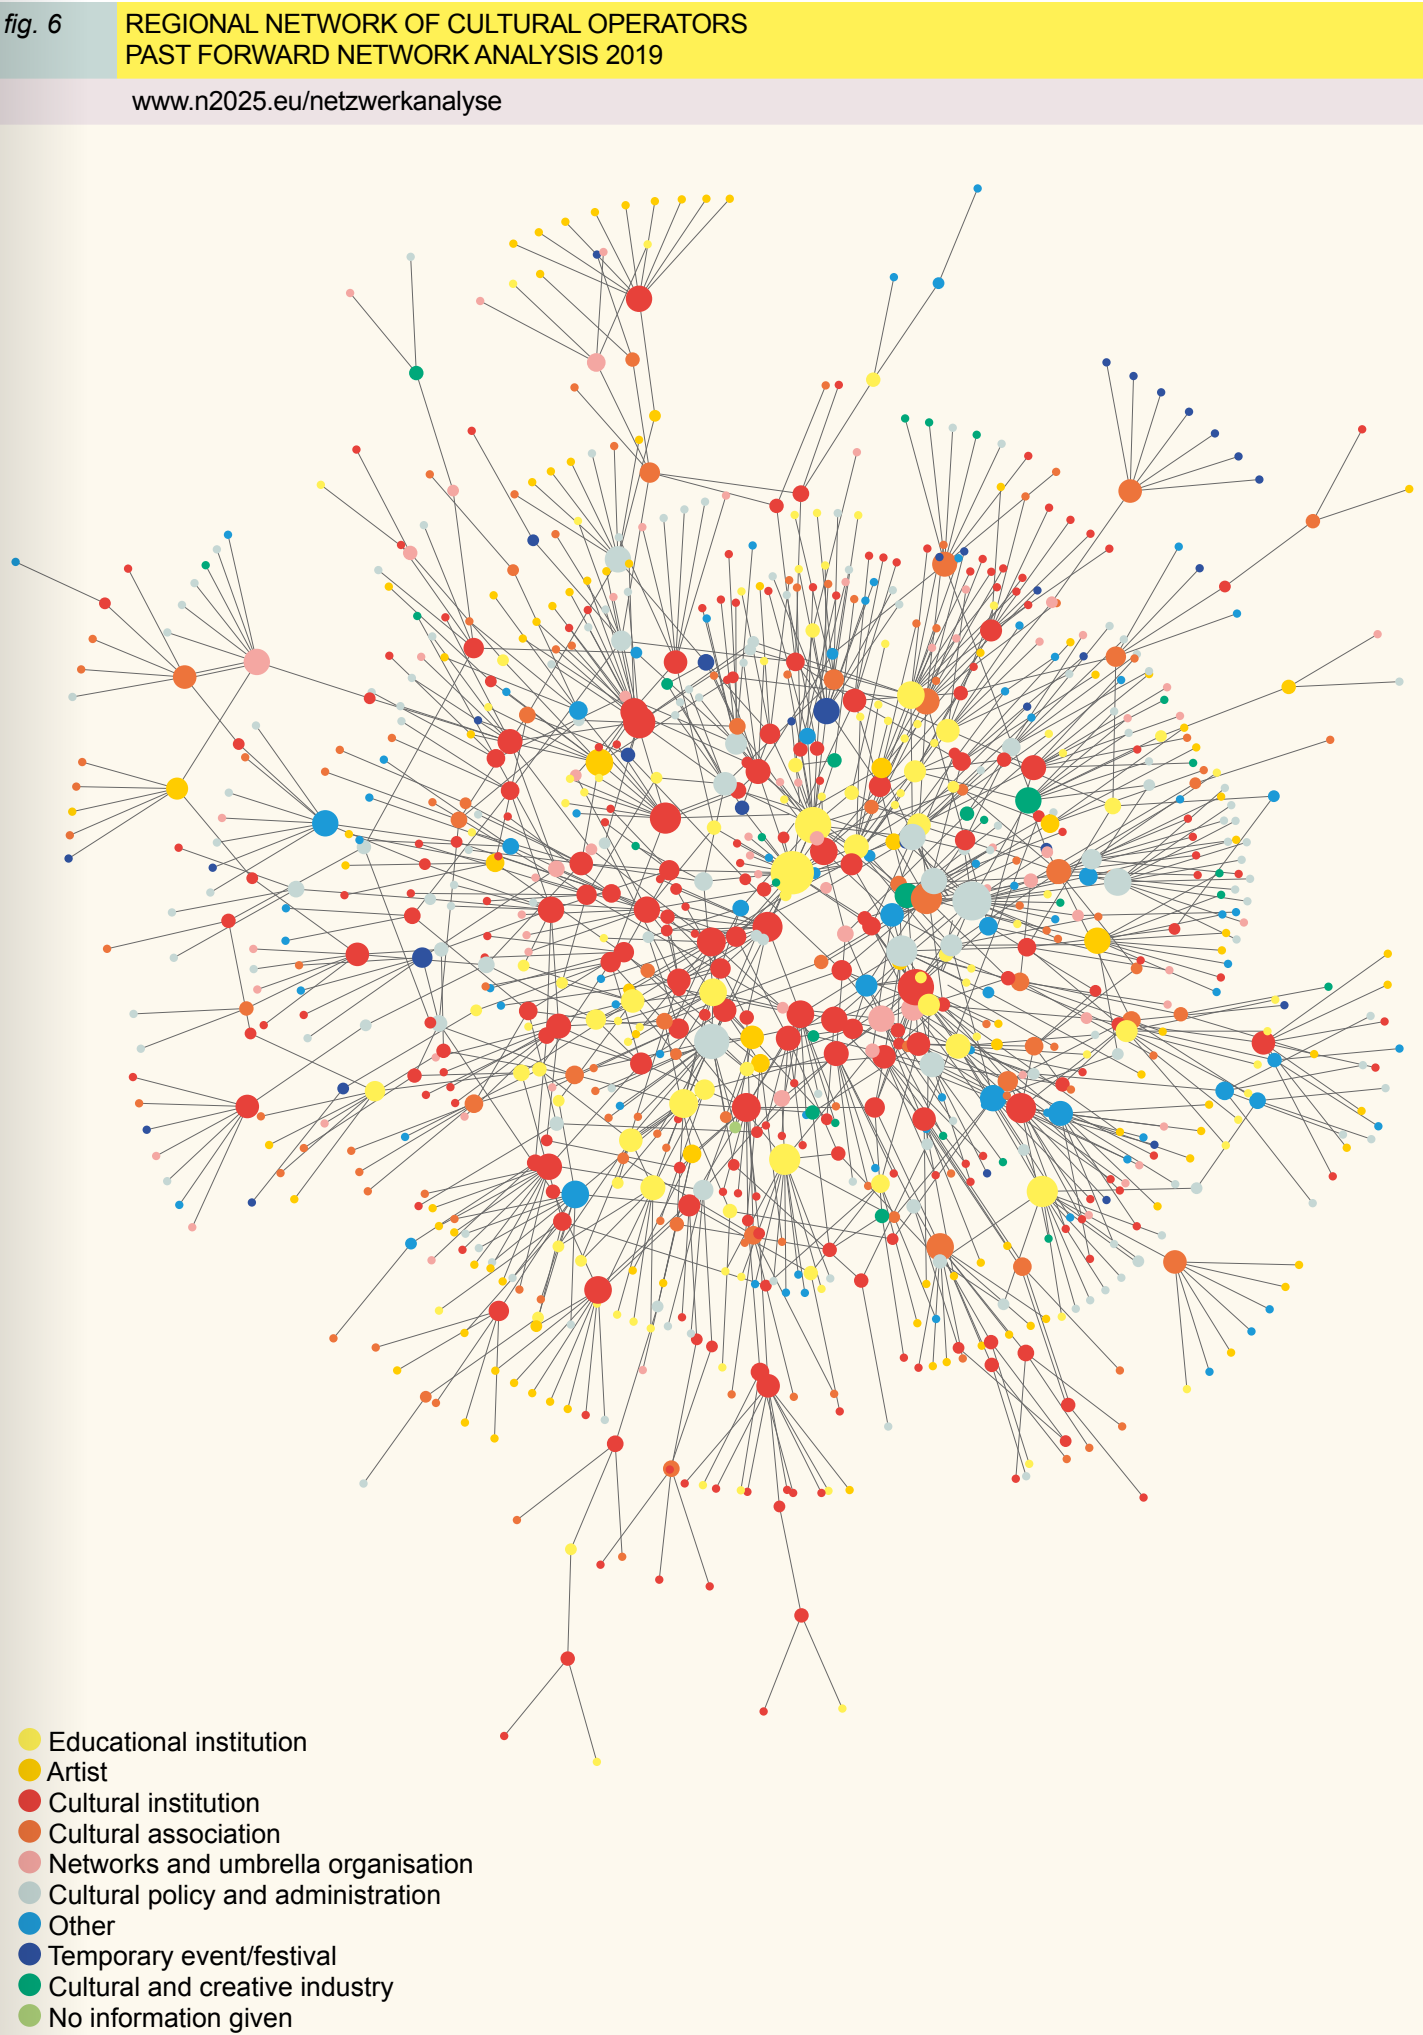 fig. 6
REGIONAL NETWORK OF CULTURAL OPERATORS
PAST FORWARD NETWORK ANALYSIS 2019
www.n2025.eu/netzwerkanalyse
Educational institution
Artist
Cultural institution
Cultural association
Networks and umbrella organisation
Cultural policy and administration
Other
Temporary event/festival
Cultural and creative industry
No information given